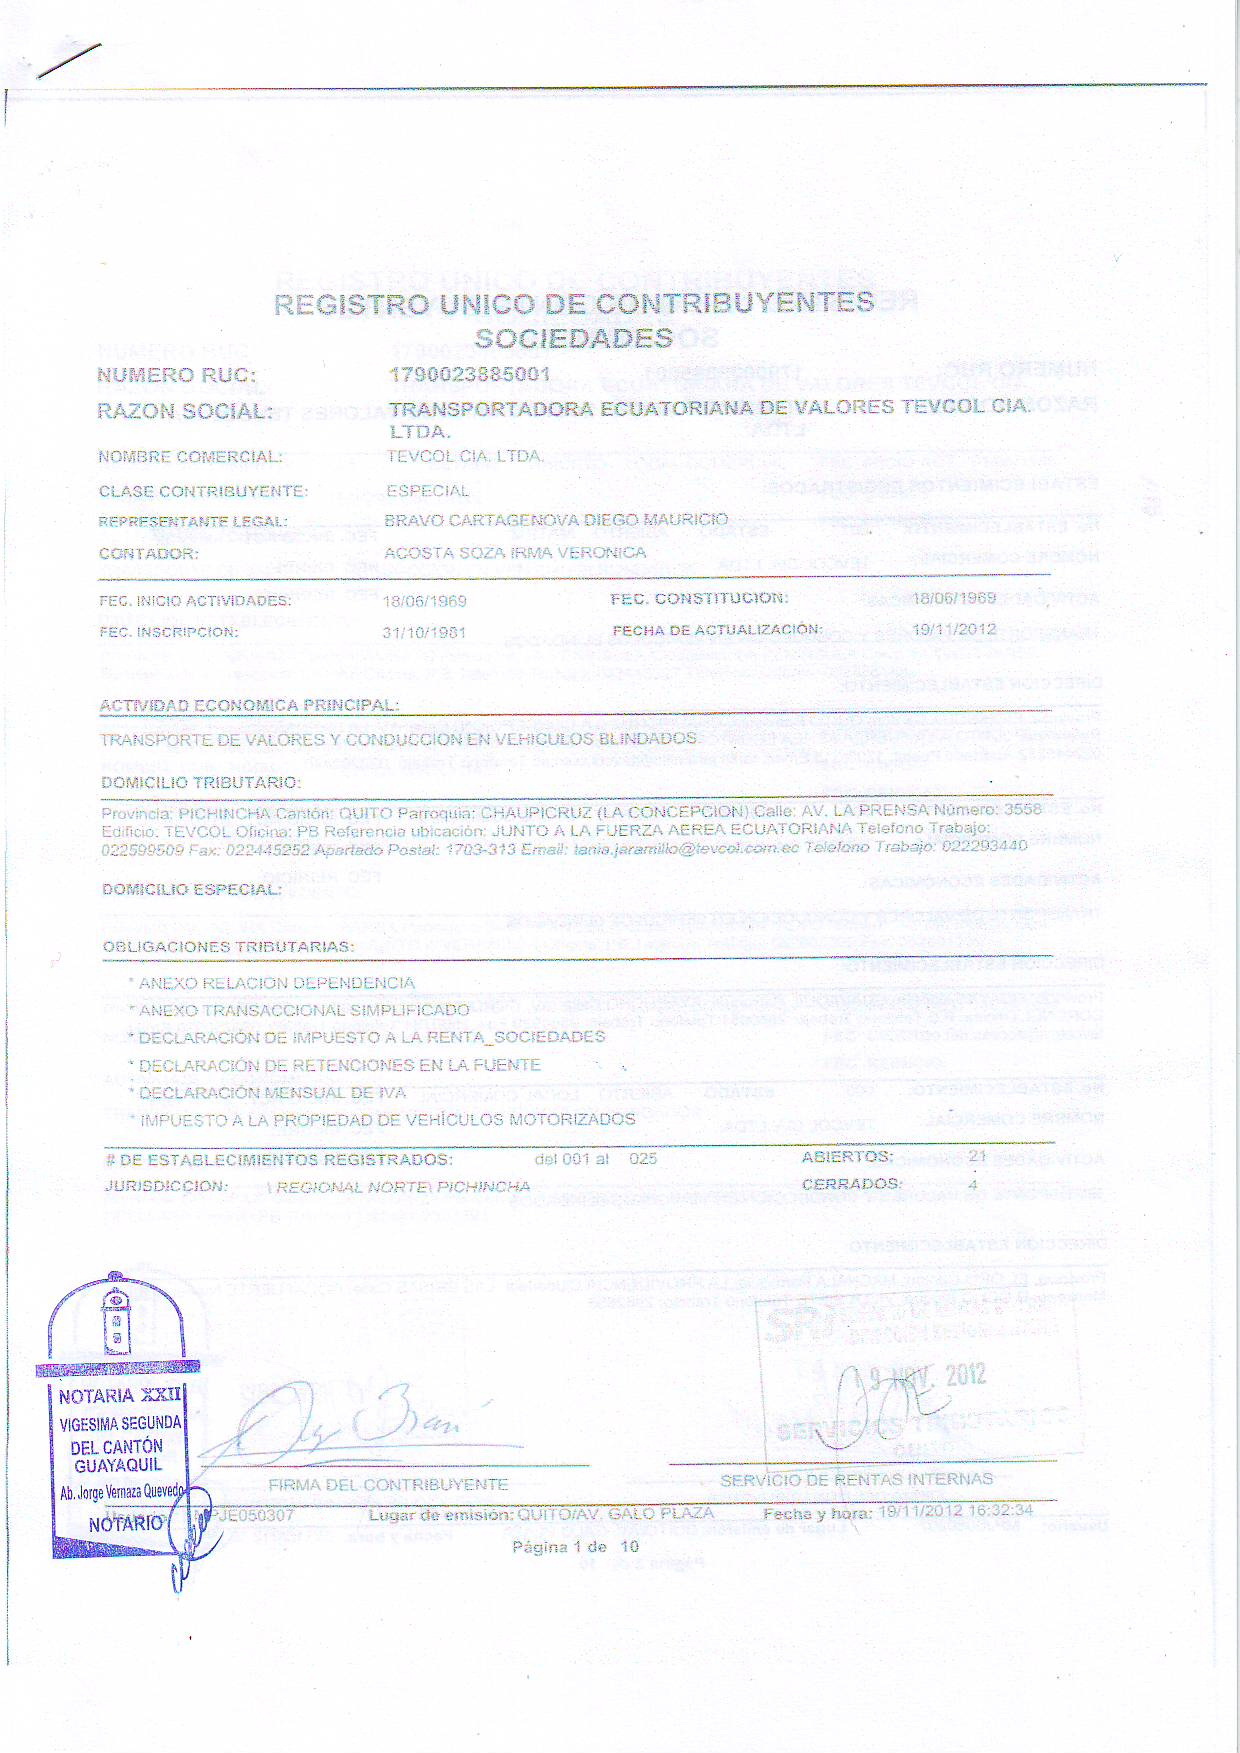 REGISTRO UNICO DE CONTRIBUYENTES
SOCIEDADES
NUMERO RUC: 1790023885001
RAZON SOCIAL: TRANSPORTADORA ECUATORIANA DE VALORES TEVCOL CIA.
LTDA.
NOMBRE COMERCIAL: TEVCOL CIA. LTDA.
CLASE CONTRIBUYENTE: ESPECIAL
REPRESENTANTE LEGAL: BRAVO CARTAGENOVA DIEGO MAURICIO
CONTADOR: ACOSTA SOZA IRMA VERONICA
FEC. INICIO ACTIVIDADES: 18/06/1969 FEC. CONSTITUCION: 18/06/1969
FEC. INSCRIPCION: 31/10/1981 FECHA DE ACTUALIZACIÓN: 19/11/2012
ACTIVIDAD ECONOMICA PRINCIPAL:
TRANSPORTE DE VALORES Y CONDUCCION EN VEHICULOS BLINDADOS.
DOMICILIO TRIBUTARIO:
Provincia: PICHINCHA Cantón: QUITO Parroquia: CHAUPICRUZ (LA CONCEPCION) Calle: AV. LA PRENSA Número: 3558
Edificio: TEVCOL Oficina: PB Referencia ubicación: JUNTO A LA FUERZA AEREA ECUATORIANA Telefono Trabajo:
022599509 Fax: 022445252 Apartado Postal: 1703-313 Email: tania.jaramillo@tevcol.com.ec Telefono Trabajo: 022293440
DOMICILIO ESPECIAL:
OBLIGACIONES TRIBUTARIAS:
* ANEXO RELACION DEPENDENCIA
* ANEXO TRANSACCIONAL SIMPLIFICADO
* DECLARACIÓN DE IMPUESTO A LA RENTA_SOCIEDADES
* DECLARACIÓN DE RETENCIONES EN LA FUENTE
* DECLARACIÓN MENSUAL DE IVA
* IMPUESTO A LA PROPIEDAD DE VEHÍCULOS MOTORIZADOS
# DE ESTABLECIMIENTOS REGISTRADOS: del 001 al 025 ABIERTOS: 21
JURISDICCION: \ REGIONAL NORTE\ PICHINCHA CERRADOS: 4
SRI
19 NOV. 2012
NOTARIA XXII
VIGESIMA SEGUNDA
DEL CANTÓN
GUAYAQUIL
Ab. Jorge Vernaza Quevedo
NOTARIO
FIRMA DEL CONTRIBUYENTE SERVICIO DE RENTAS INTERNAS
PJE050307 Lugar de emisión: QUITO/AV. GALO PLAZA Fecha y hora: 19/11/2012 16:32:34
Página 1 de 10